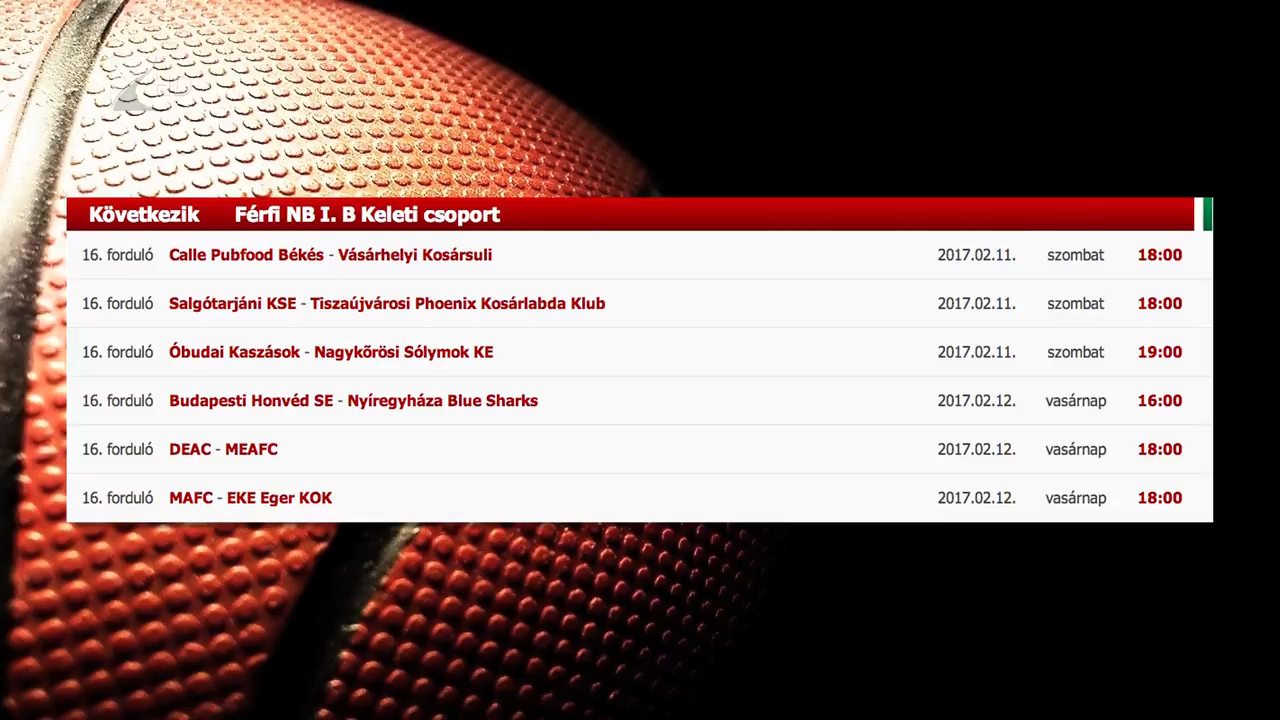 Következik Férfi NB I. B Keleti csoport
16. forduló Calle Pubfood Békés - Vásárhelyi Kosársuli 2017.02.11. szombat 18:00
16. forduló Salgótarjáni KSE - Tiszaújvárosi Phoenix Kosárlabda Klub 2017.02.11. szombat 18:00
16. forduló Óbudai Kaszások - Nagykőrösi Sólymok KE 2017.02.11. szombat 19:00
16. forduló Budapesti Honvéd SE - Nyíregyháza Blue Sharks 2017.02.12. vasárnap 16:00
16. forduló DEAC - MEAFC 2017.02.12. vasárnap 18:00
16. forduló MAFC - EKE Eger KOK 2017.02.12. vasárnap 18:00